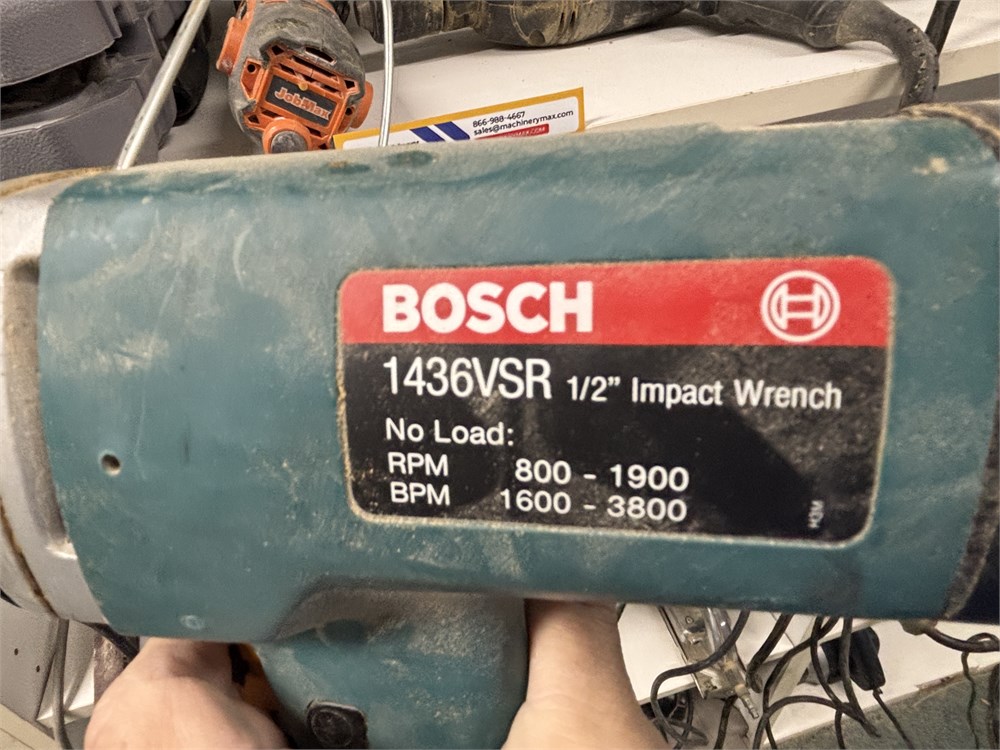 JobMax
866-988-4667
sales@machinerymax.com
BOSCH
1436VSR 1/2" Impact Wrench
No Load:
RPM 800 - 1900
BPM 1600 - 3800